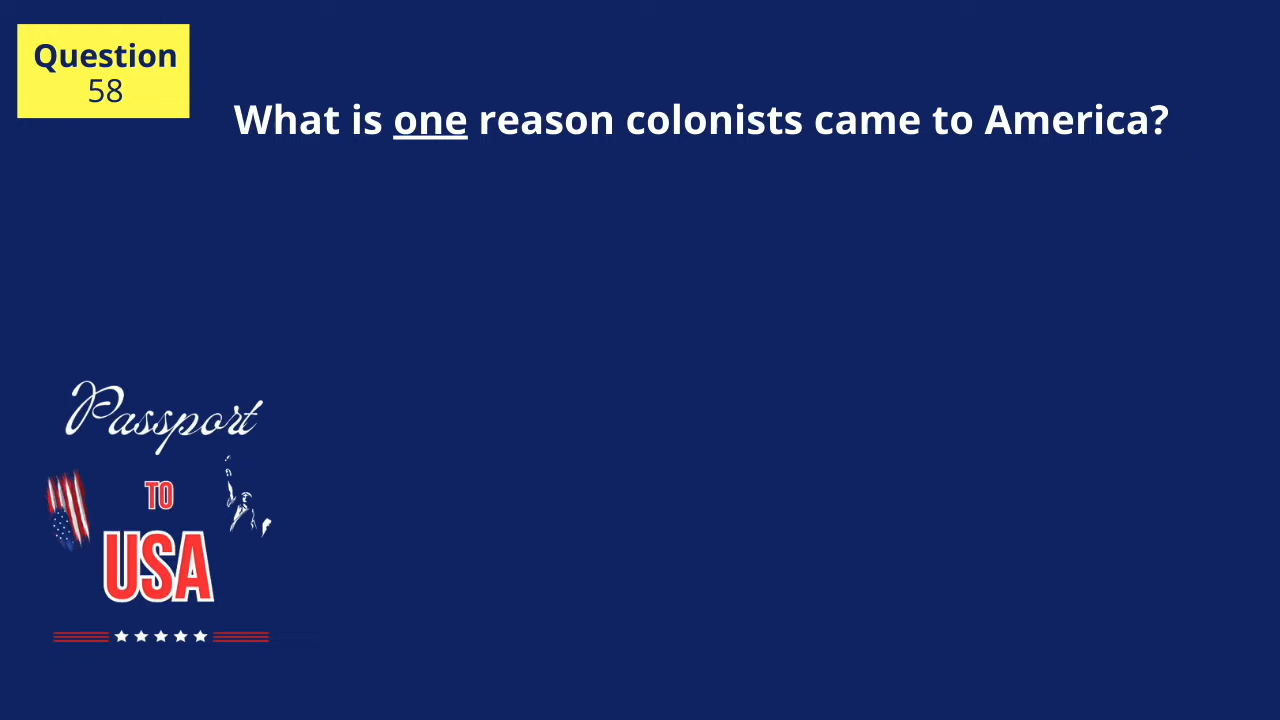 Question
58
What is one reason colonists came to America?
Passport
TO
USA